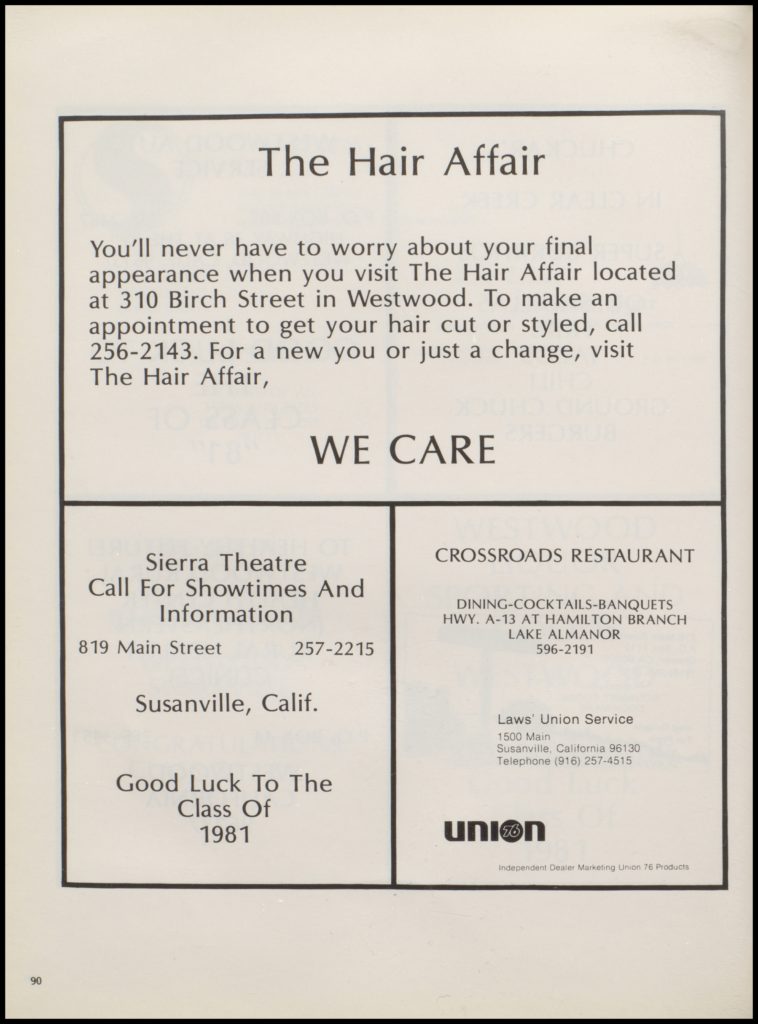 The Hair Affair
You'll never have to worry about your final
appearance when you visit The Hair Affair located
at 310 Birch Street in Westwood. To make an
appointment to get your hair cut or styled, call
256-2143. For a new you or just a change, visit
The Hair Affair,
WE CARE
Sierra Theatre
Call For Showtimes And
Information
819 Main Street 257-2215
Susanville, Calif.
Good Luck To The
Class Of
1981
CROSSROADS RESTAURANT
DINING-COCKTAILS-BANQUETS
HWY. A-13 AT HAMILTON BRANCH
LAKE ALMANOR
596-2191
Laws' Union Service
1500 Main
Susanville, California 96130
Telephone (916) 257-4515
union 76
Independent Dealer Marketing Union 76 Products
90